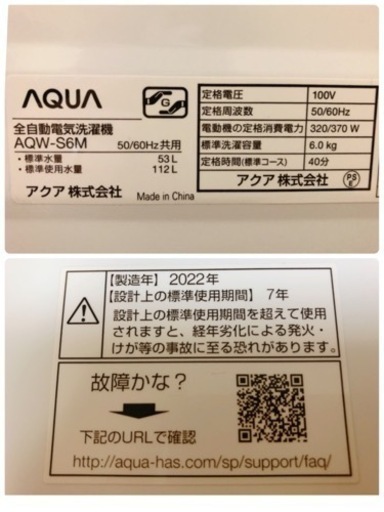 AQUA
G
全自動電気洗濯機
AQW-S6M 50/60Hz共用
・標準水量 53 L
・標準使用水量 112 L
アクア 株式会社 Made in China
定格電圧 100V
定格周波数 50/60Hz
電動機の定格消費電力 320/370 W
標準洗濯容量 6.0 kg
定格時間(標準コース) 40分
アクア 株式会社
PS
E
【製造年】2022年
【設計上の標準使用期間】7年
設計上の標準使用期間を超えて使用
されますと、経年劣化による発火・
けが等の事故に至る恐れがあります。
故障かな？
下記のURLで確認
http://aqua-has.com/sp/support/faq/